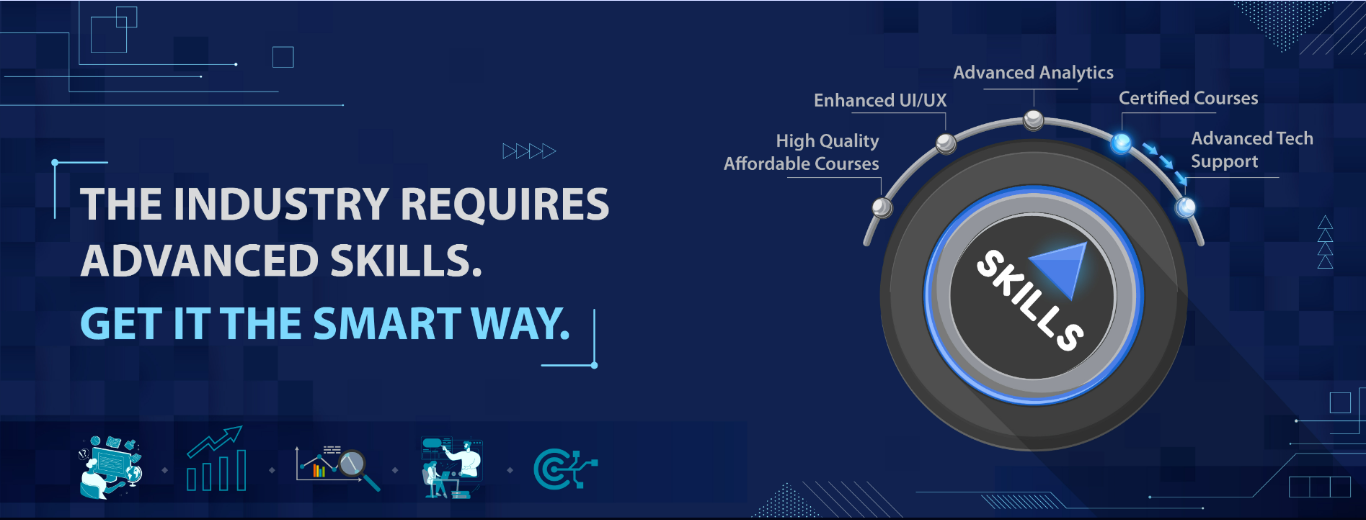 THE INDUSTRY REQUIRES
ADVANCED SKILLS.
GET IT THE SMART WAY.
High Quality
Affordable Courses
Enhanced UI/UX
Advanced Analytics
Certified Courses
Advanced Tech
Support
SKILLS